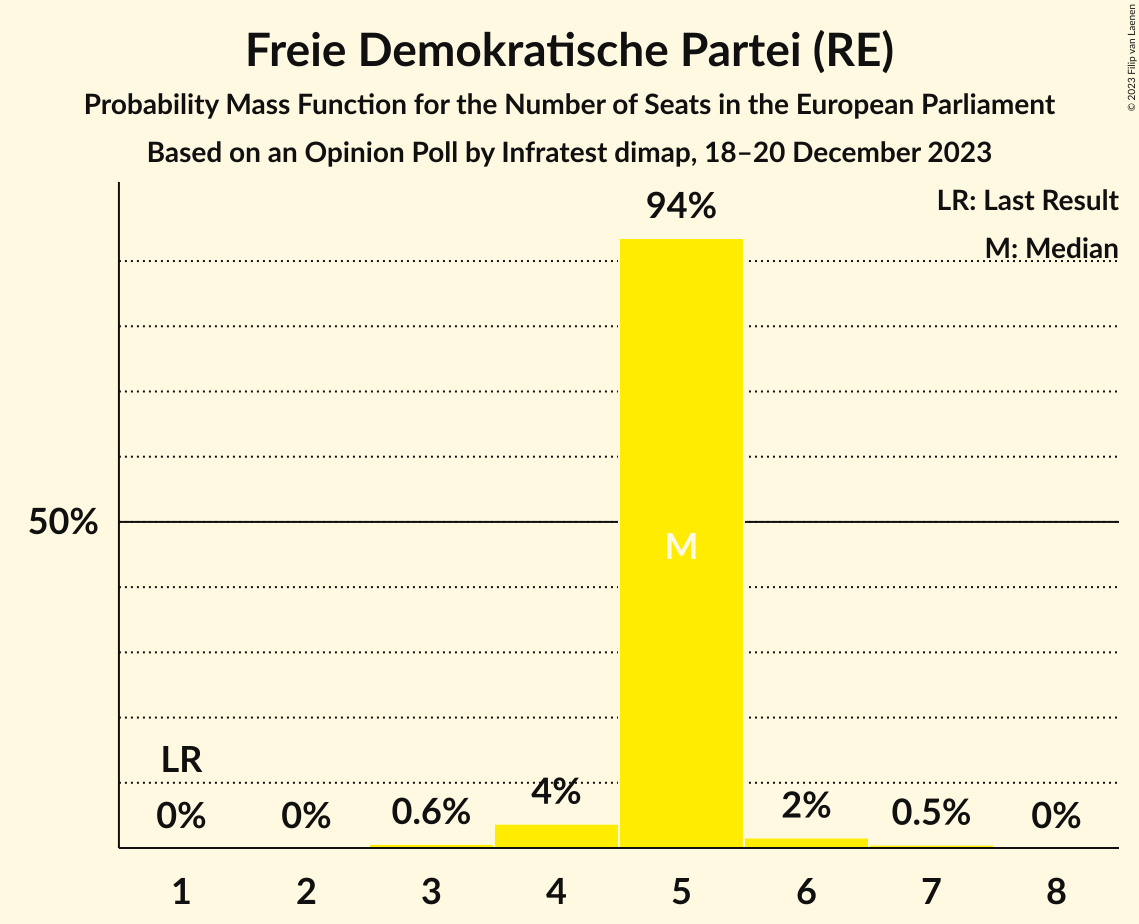 Freie Demokratische Partei (RE)
Probability Mass Function for the Number of Seats in the European Parliament
Based on an Opinion Poll by Infratest dimap, 18–20 December 2023
© 2023 Filip van Laenen
LR: Last Result
M: Median
94%
50%
M
LR
0%
0%
0.6%
4%
2%
0.5%
0%
1 2 3 4 5 6 7 8